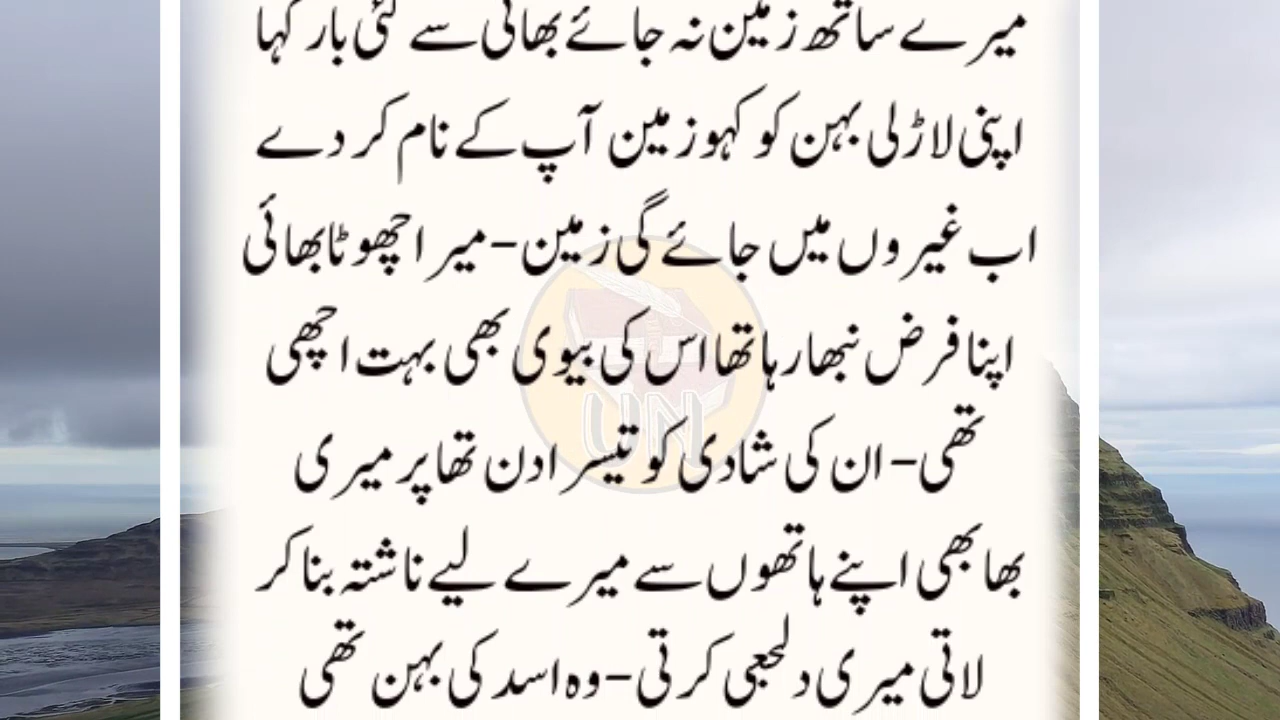 میرے ساتھ زمین نہ جائے بھائی سے کئی بار کہا
اپنی لاڑلی بہن کو کہو زمین آپ کے نام کر دے
اب غیروں میں جائے گی زمین - میرا چھوٹا بھائی
اپنا فرض نبھا رہا تھا اس کی بیوی بھی بہت اچھی
تھی - ان کی شادی کو تیسرا دن تھا پر میری
بھابھی اپنے ہاتھوں سے میرے لیے ناشتہ بنا کر
لاتی میری دلجمعی کرتی - وہ اسد کی بہن تھی
UN